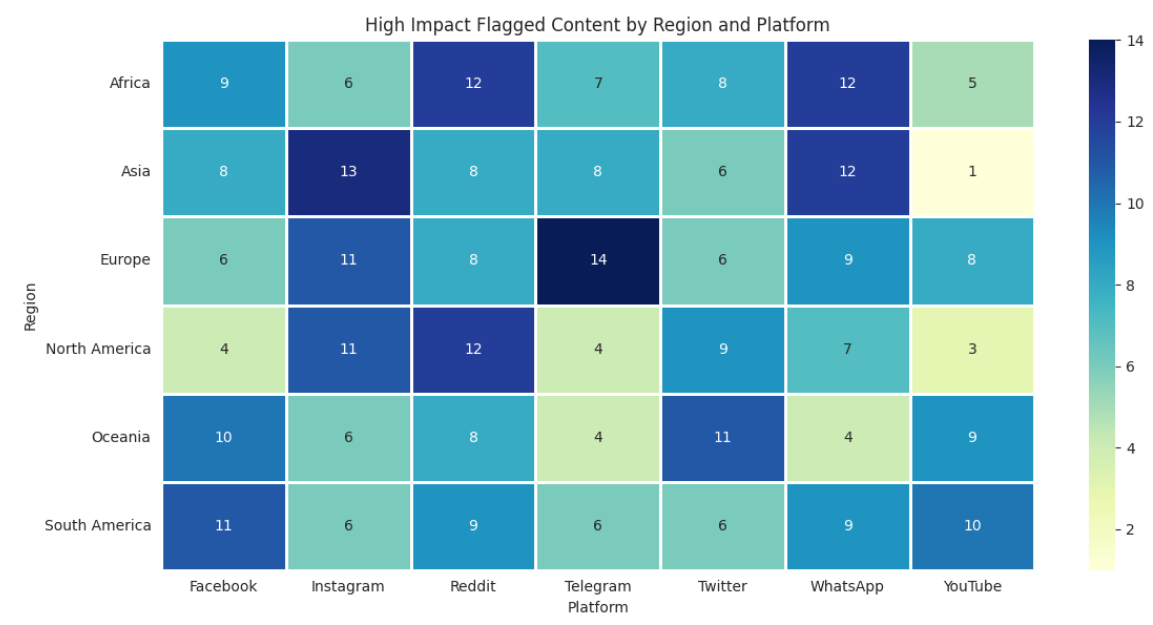 High Impact Flagged Content by Region and Platform
Region
Africa 9 6 12 7 8 12 5
Asia 8 13 8 8 6 12 1
Europe 6 11 8 14 6 9 8
North America 4 11 12 4 9 7 3
Oceania 10 6 8 4 11 4 9
South America 11 6 9 6 6 9 10
Facebook Instagram Reddit Telegram Twitter WhatsApp YouTube
Platform
14
12
10
8
6
4
2